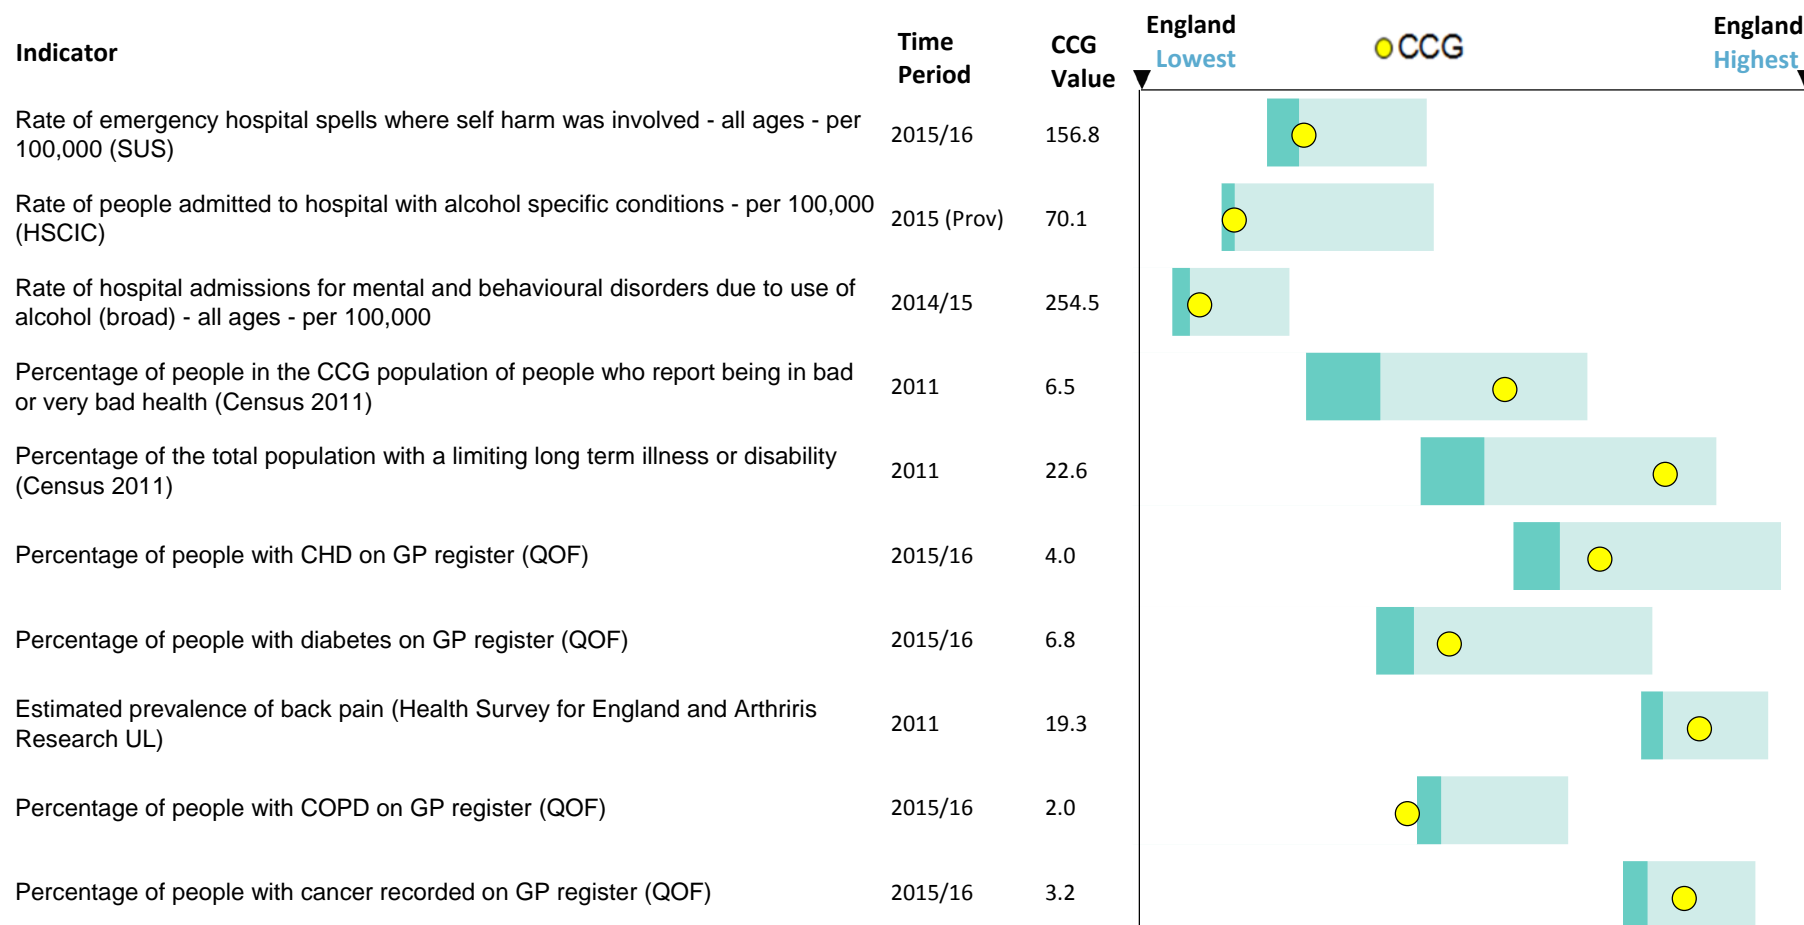 Indicator
Time
Period
CCG
Value
England
Lowest
CCG
England
Highest
Rate of emergency hospital spells where self harm was involved - all ages - per
100,000 (SUS)
2015/16
156.8
Rate of people admitted to hospital with alcohol specific conditions - per 100,000
(HSCIC)
2015 (Prov)
70.1
Rate of hospital admissions for mental and behavioural disorders due to use of
alcohol (broad) - all ages - per 100,000
2014/15
254.5
Percentage of people in the CCG population of people who report being in bad
or very bad health (Census 2011)
2011
6.5
Percentage of the total population with a limiting long term illness or disability
(Census 2011)
2011
22.6
Percentage of people with CHD on GP register (QOF)
2015/16
4.0
Percentage of people with diabetes on GP register (QOF)
2015/16
6.8
Estimated prevalence of back pain (Health Survey for England and Arthriris
Research UL)
2011
19.3
Percentage of people with COPD on GP register (QOF)
2015/16
2.0
Percentage of people with cancer recorded on GP register (QOF)
2015/16
3.2